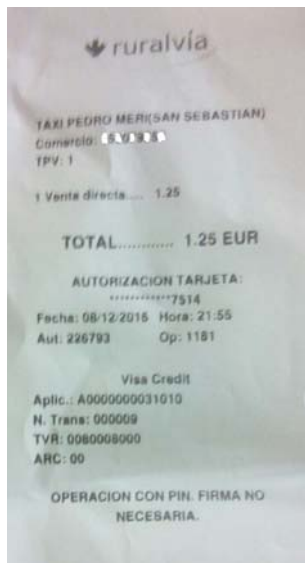 ruralvía
TAXI PEDRO MERI(SAN SEBASTIAN)
Comercio:
TPV: 1
1 Venta directa..... 1.25
TOTAL............ 1.25 EUR
AUTORIZACION TARJETA:
************7514
Fecha: 08/12/2015 Hora: 21:55
Aut: 226793 Op: 1181
Visa Credit
Aplic.: A0000000031010
N. Trans: 000009
TVR: 0080008000
ARC: 00
OPERACION CON PIN. FIRMA NO
NECESARIA.